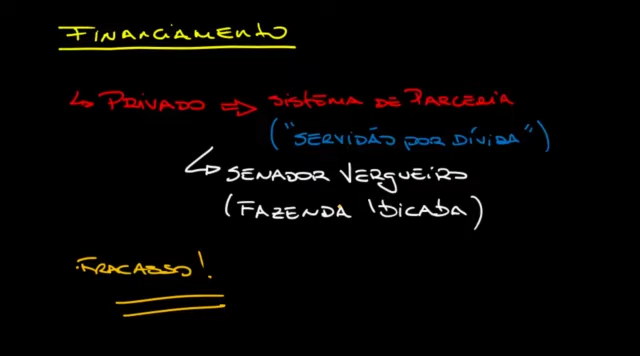 FINANCIAMENTO
↳ PRIVADO ⇒ SISTEMA DE PARCERIA
("SERVIDÃO POR DÍVIDA")
↳ SENADOR VERGUEIRO
(FAZENDA IBICABA)
·FRACASSO!